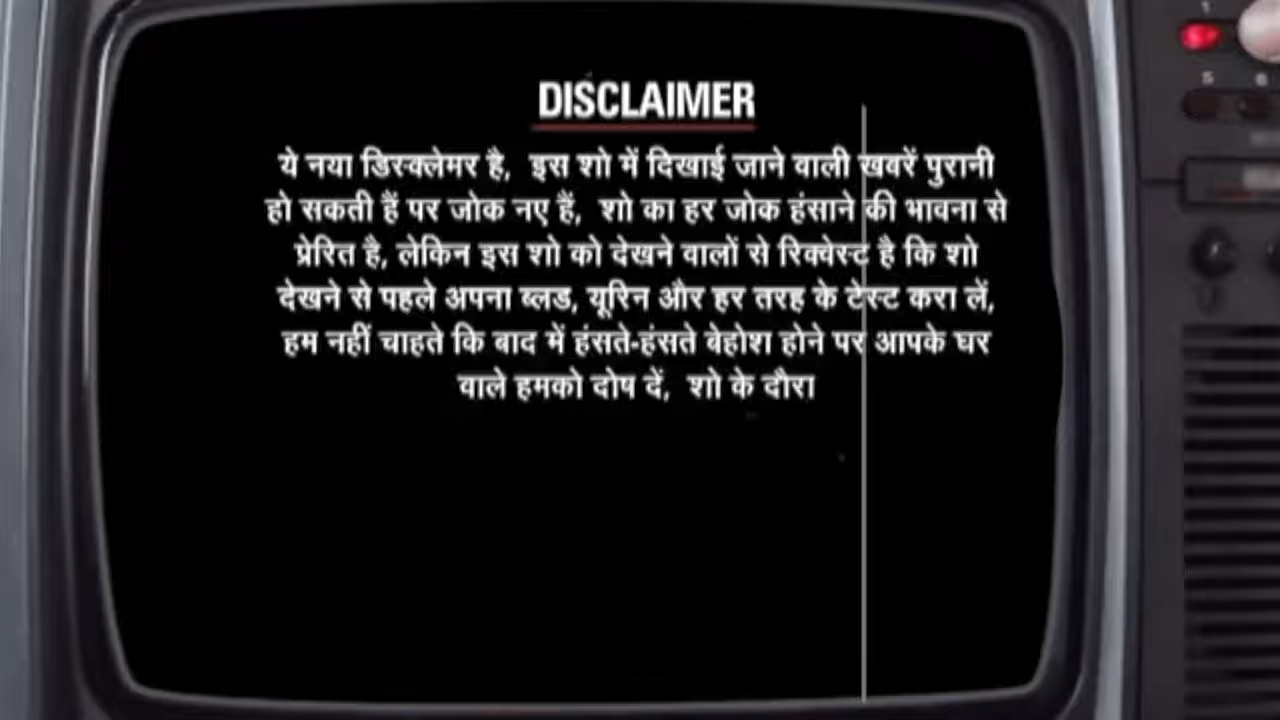 DISCLAIMER
ये नया डिस्क्लेमर है, इस शो में दिखाई जाने वाली खबरें पुरानी
हो सकती हैं पर जोक नए हैं, शो का हर जोक हंसाने की भावना से
प्रेरित है, लेकिन इस शो को देखने वालों से रिक्वेस्ट है कि शो
देखने से पहले अपना ब्लड, यूरिन और हर तरह के टेस्ट करा लें,
हम नहीं चाहते कि बाद में हंसते-हंसते बेहोश होने पर आपके घर
वाले हमको दोष दें, शो के दौरा